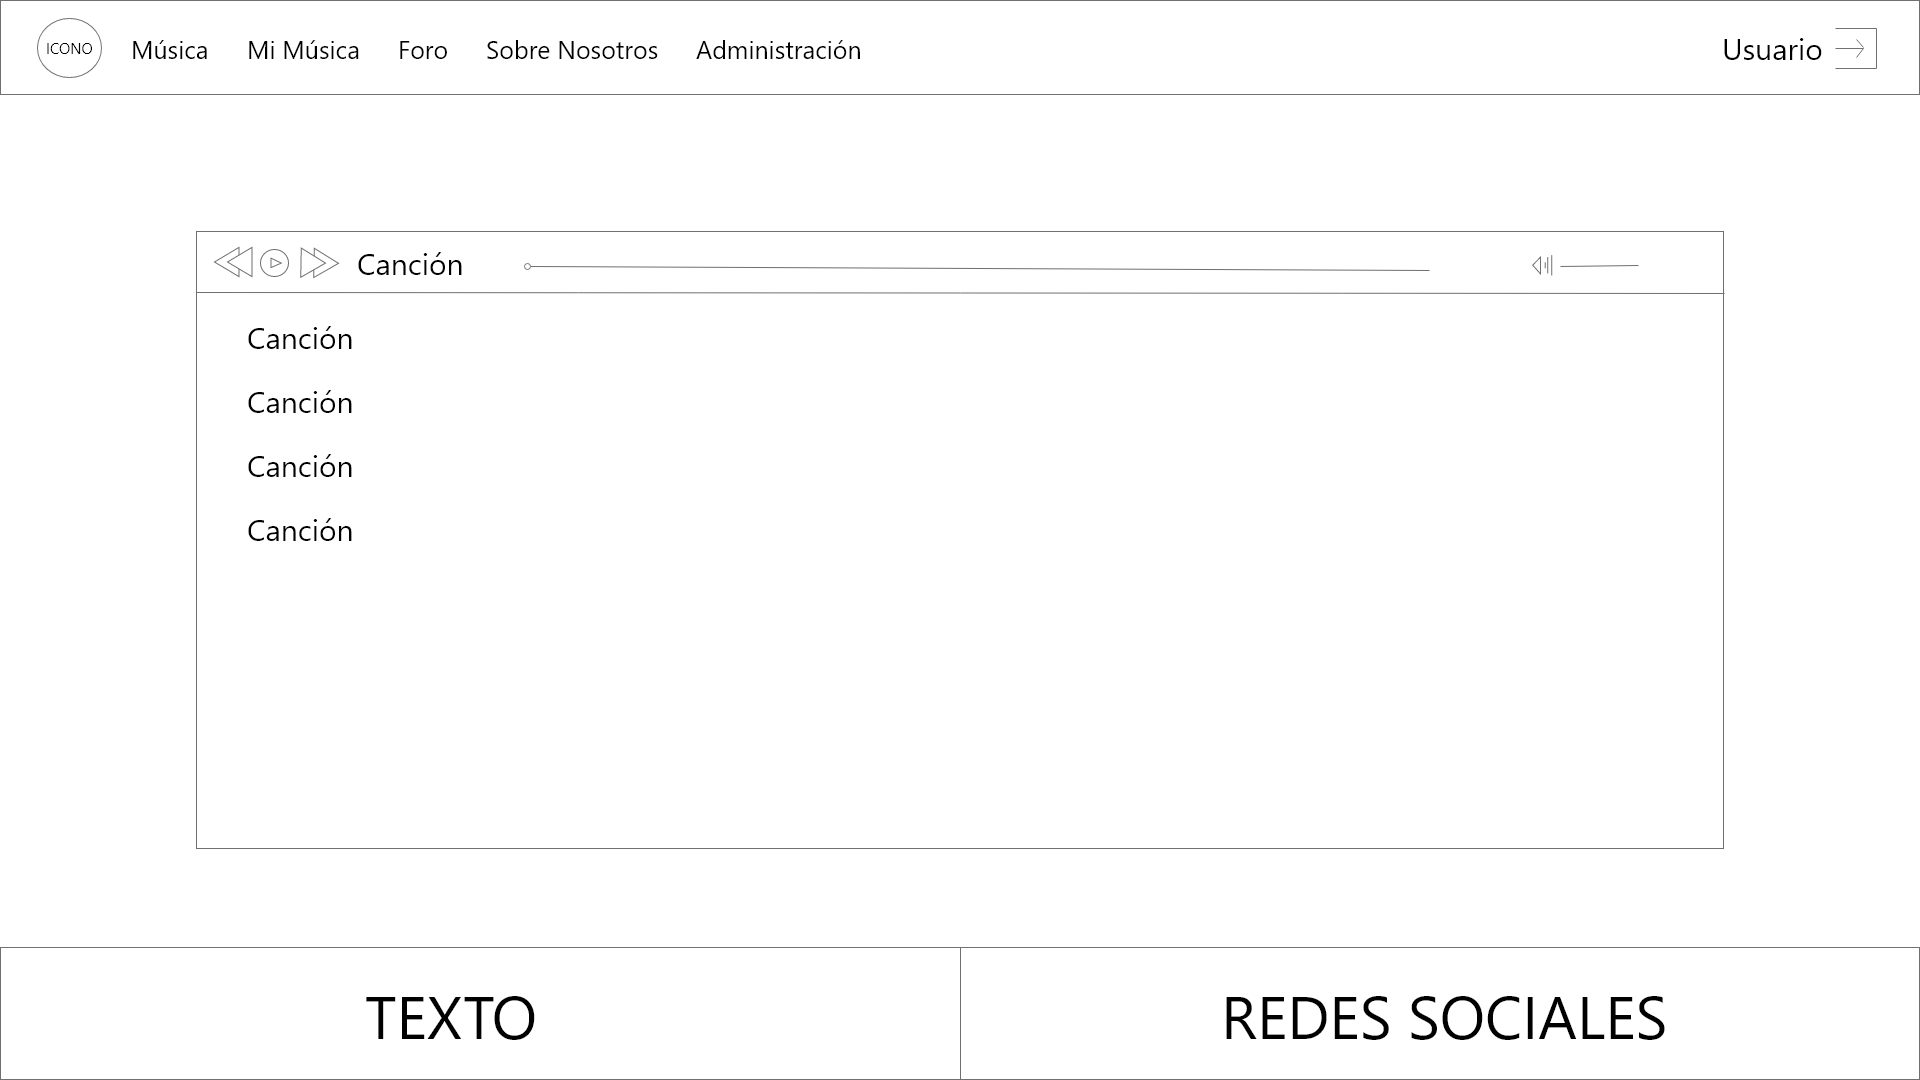 ICONO Música Mi Música Foro Sobre Nosotros Administración Usuario
Canción
Canción
Canción
Canción
Canción
TEXTO REDES SOCIALES